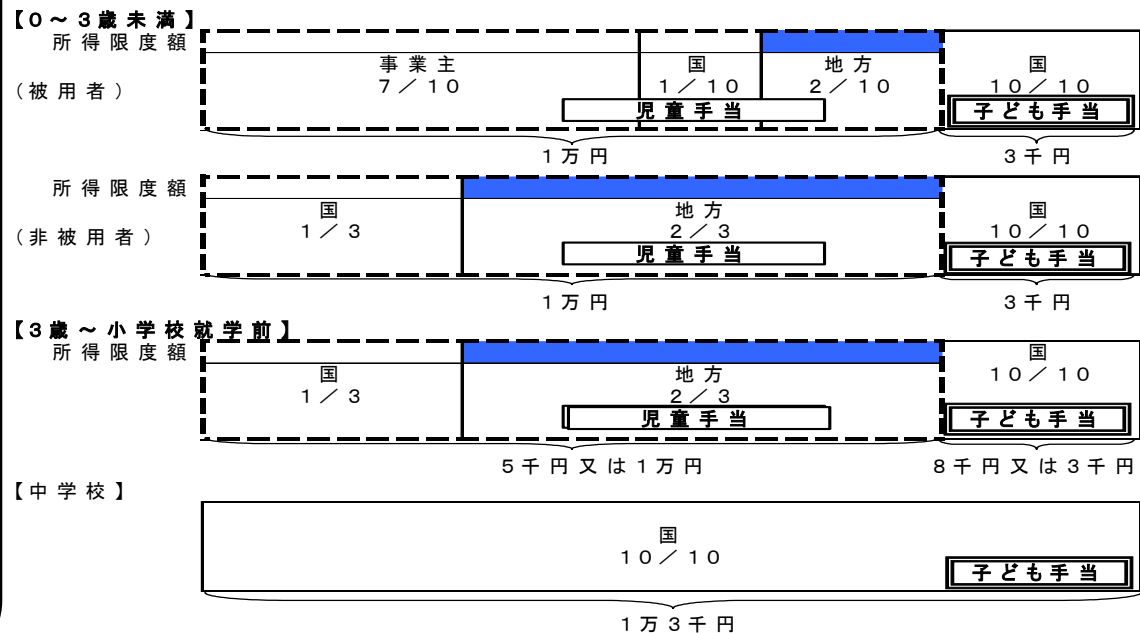 【０～３歳未満】
所得限度額
事業主 国 地方 国
（被用者） ７／１０ １／１０ ２／１０ １０／１０
児童手当 子ども手当
１万円 ３千円
所得限度額
国 地方 国
（非被用者） １／３ ２／３ １０／１０
児童手当 子ども手当
１万円 ３千円
【３歳～小学校就学前】
所得限度額 国
国 地方 １０／１０
１／３ ２／３
児童手当 子ども手当
５千円又は１万円 ８千円又は３千円
【中学校】
国
１０／１０
子ども手当
１万３千円